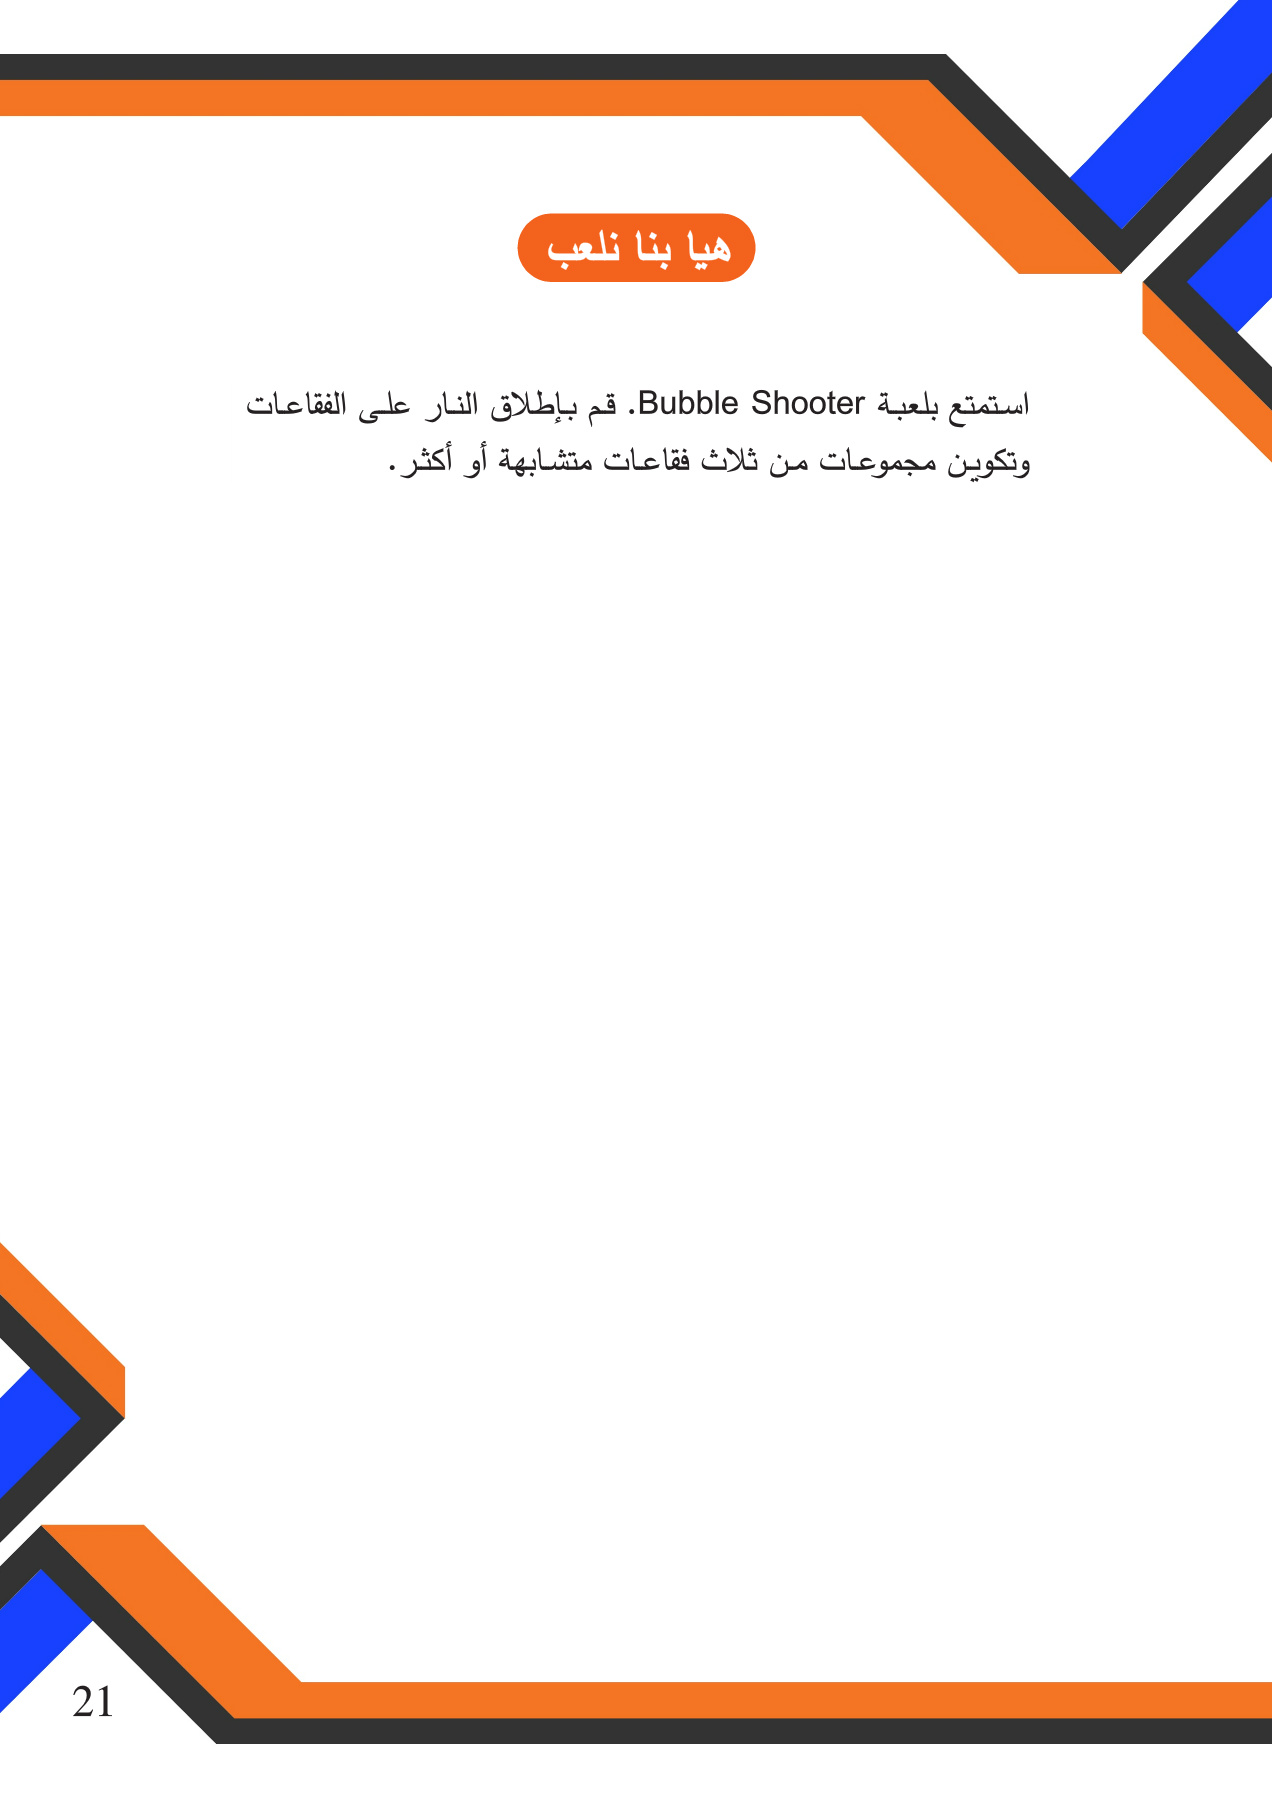 هيا بنا نلعب
استمتع بلعبة Bubble Shooter. قم بإطلاق النار على الفقاعات
وتكوين مجموعات من ثلاث فقاعات متشابهة أو أكثر.
21